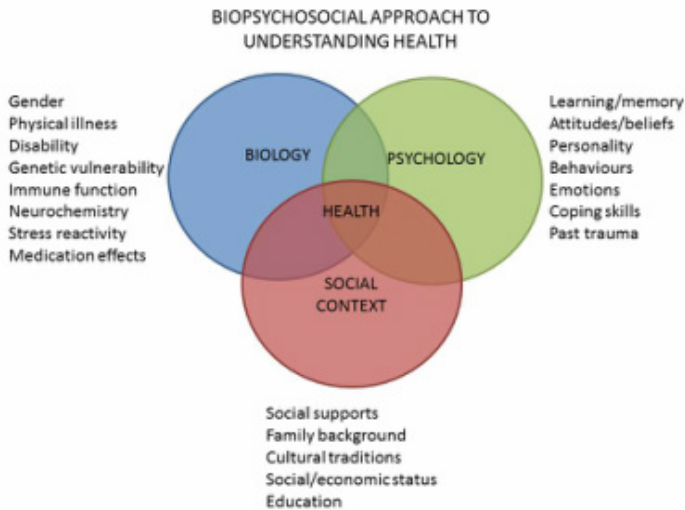 BIOPSYCHOSOCIAL APPROACH TO
UNDERSTANDING HEALTH
Gender
Physical illness
Disability
Genetic vulnerability
Immune function
Neurochemistry
Stress reactivity
Medication effects
BIOLOGY
PSYCHOLOGY
HEALTH
SOCIAL
CONTEXT
Learning/memory
Attitudes/beliefs
Personality
Behaviours
Emotions
Coping skills
Past trauma
Social supports
Family background
Cultural traditions
Social/economic status
Education